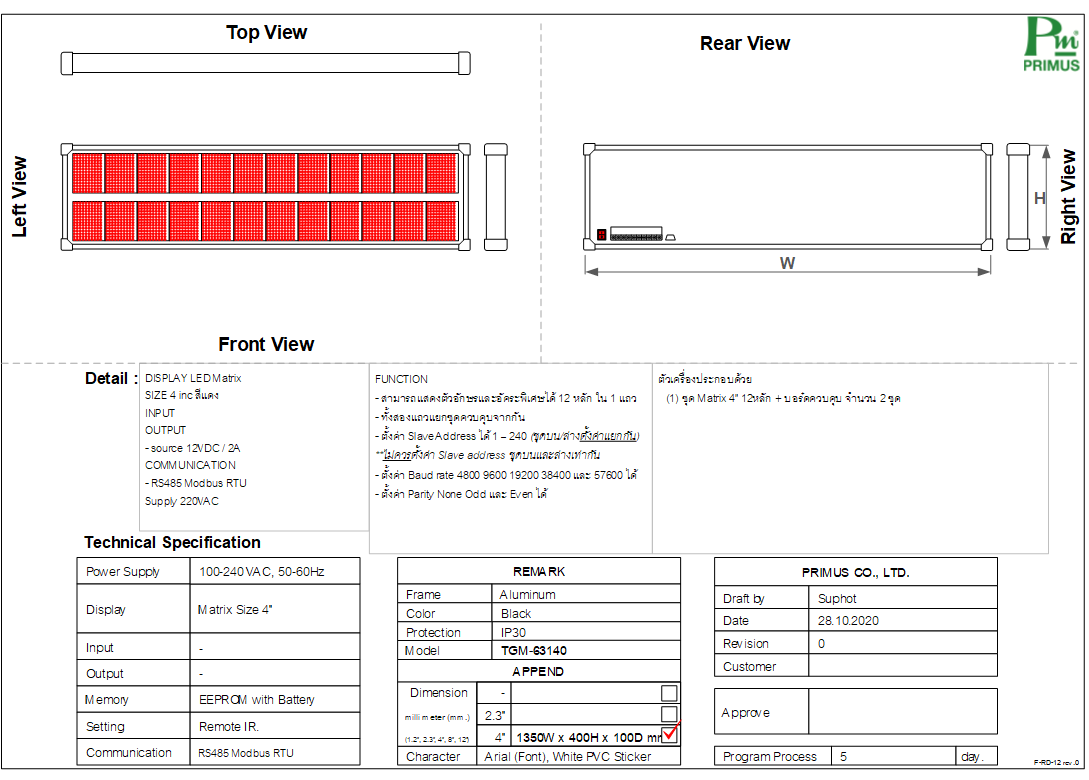 Top View
Rear View
Pm
PRIMUS
Left View
Right View
H
W
Front View
Detail :
DISPLAY LED Matrix
SIZE 4 inc สีแดง
INPUT
OUTPUT
- source 12VDC / 2A
COMMUNICATION
- RS485 Modbus RTU
Supply 220VAC
FUNCTION
- สามารถแสดงตัวอักษรและอัคระพิเศษได้ 12 หลัก ใน 1 แถว
- ทั้งสองแถวแยกชุดควบคุมจากกัน
- ตั้งค่า Slave Address ได้ 1 – 240 (ชุดบน/ล่างตั้งค่าแยกกัน)
**ไม่ควรตั้งค่า Slave address ชุดบนและล่างเท่ากัน
- ตั้งค่า Baud rate 4800 9600 19200 38400 และ 57600 ได้
- ตั้งค่า Parity None Odd และ Even ได้
ตัวเครื่องประกอบด้วย
(1) ชุด Matrix 4" 12หลัก + บอร์ดควบคุม จำนวน 2 ชุด
Technical Specification
Power Supply 100-240 VAC, 50-60Hz
Display Matrix Size 4"
Input -
Output -
Memory EEPROM with Battery
Setting Remote IR.
Communication RS485 Modbus RTU
REMARK
Frame Aluminum
Color Black
Protection IP30
Model TGM-63140
APPEND
Dimension -
millimeter (mm.) 2.3"
(1.2", 2.3", 4", 8", 12") 4" 1350W x 400H x 100D mm
Character Arial (Font), White PVC Sticker
PRIMUS CO., LTD.
Draft by Suphot
Date 28.10.2020
Revision 0
Customer
Approve
Program Process 5 day.
F-RD-12 rev.0